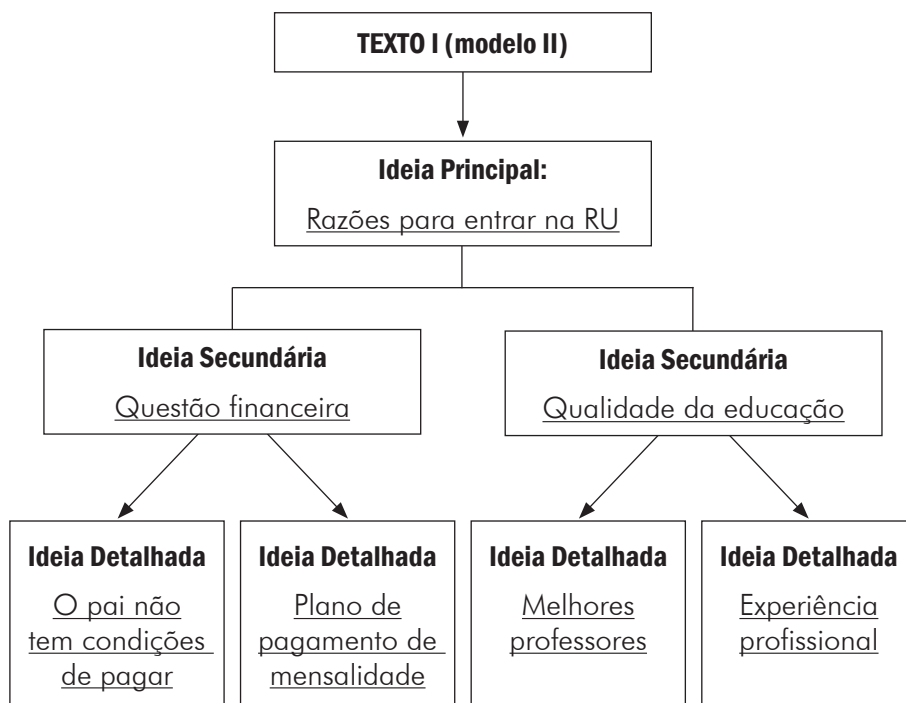 TEXTO I (modelo II)
Ideia Principal:
Razões para entrar na RU
Ideia Secundária
Questão financeira
Ideia Secundária
Qualidade da educação
Ideia Detalhada
O pai não
tem condições
de pagar
Ideia Detalhada
Plano de
pagamento de
mensalidade
Ideia Detalhada
Melhores
professores
Ideia Detalhada
Experiência
profissional